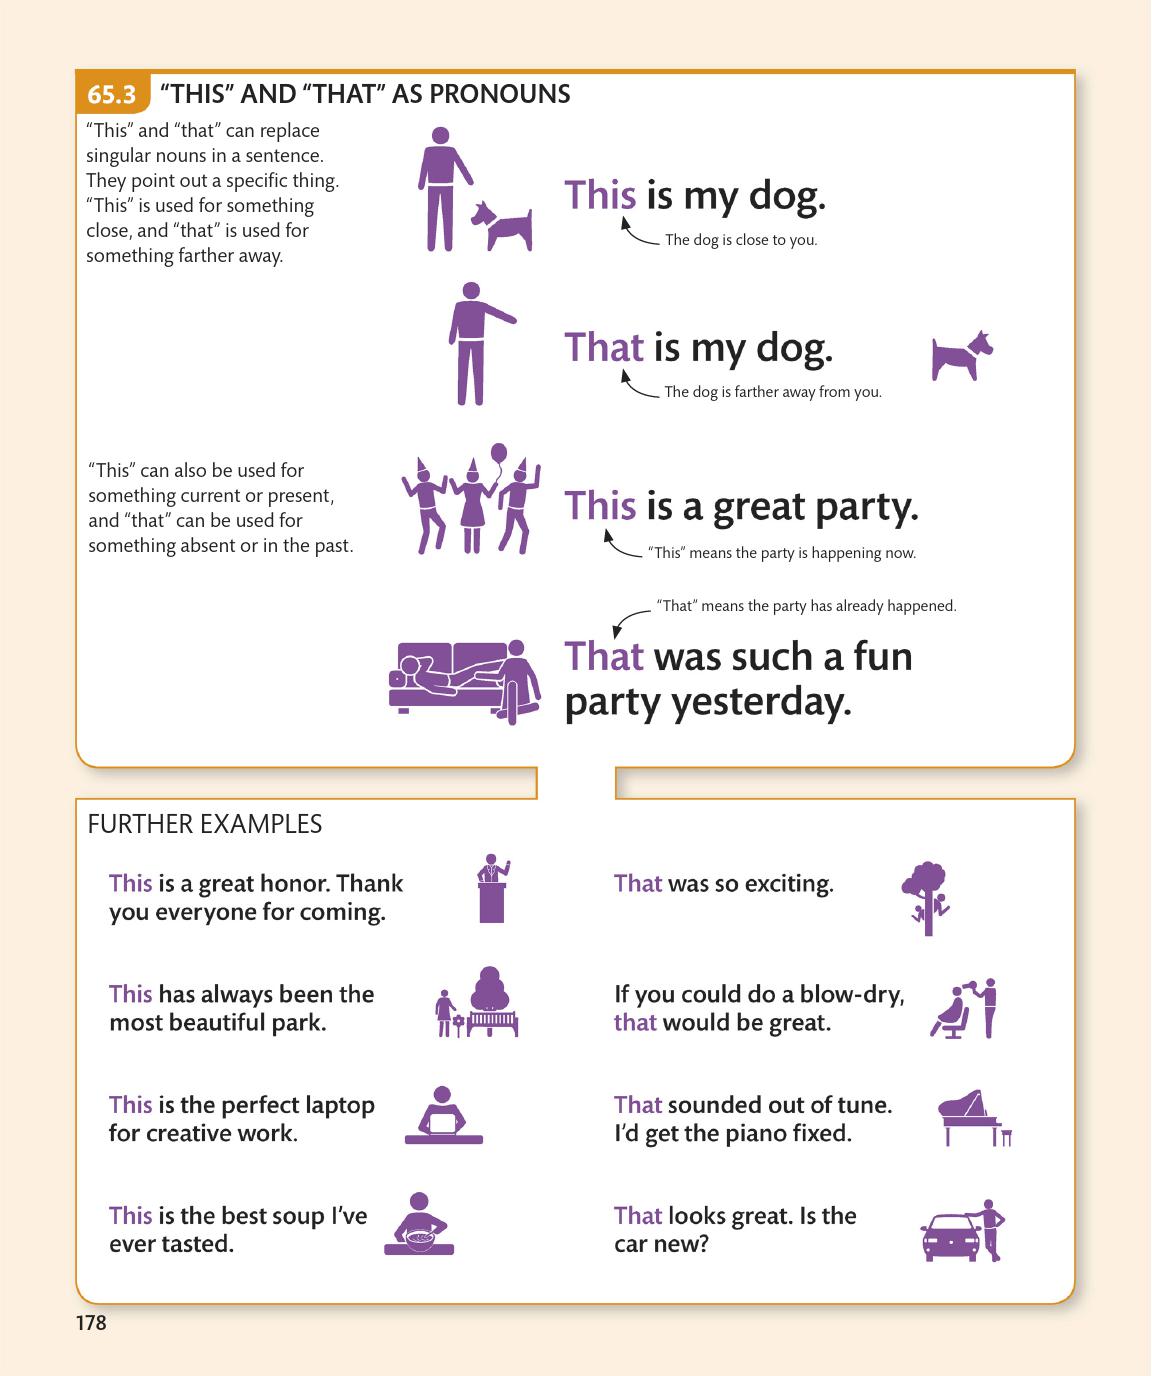 65.3 “THIS” AND “THAT” AS PRONOUNS
“This” and “that” can replace
singular nouns in a sentence.
They point out a specific thing.
“This” is used for something
close, and “that” is used for
something farther away.
This is my dog.
The dog is close to you.
That is my dog.
The dog is farther away from you.
“This” can also be used for
something current or present,
and “that” can be used for
something absent or in the past.
This is a great party.
“This” means the party is happening now.
“That” means the party has already happened.
That was such a fun
party yesterday.
FURTHER EXAMPLES
This is a great honor. Thank
you everyone for coming.
This has always been the
most beautiful park.
This is the perfect laptop
for creative work.
This is the best soup I’ve
ever tasted.
That was so exciting.
If you could do a blow-dry,
that would be great.
That sounded out of tune.
I’d get the piano fixed.
That looks great. Is the
car new?
178